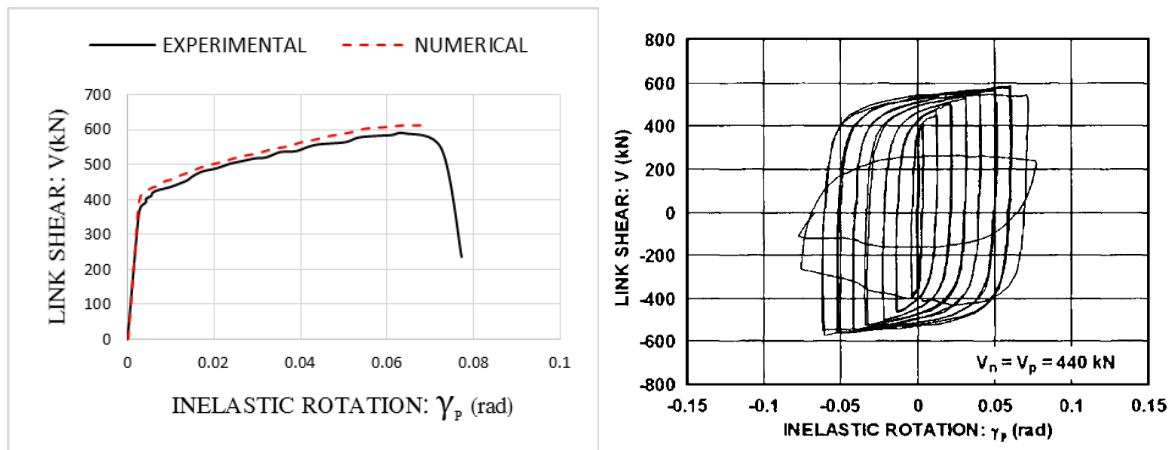 EXPERIMENTAL NUMERICAL
LINK SHEAR: V(kN)
700
600
500
400
300
200
100
0
0 0.02 0.04 0.06 0.08 0.1
INELASTIC ROTATION: γp (rad)
LINK SHEAR: V (kN)
800
600
400
200
0
-200
-400
-600
-800
Vn = Vp = 440 kN
-0.15 -0.1 -0.05 0 0.05 0.1 0.15
INELASTIC ROTATION: γp (rad)